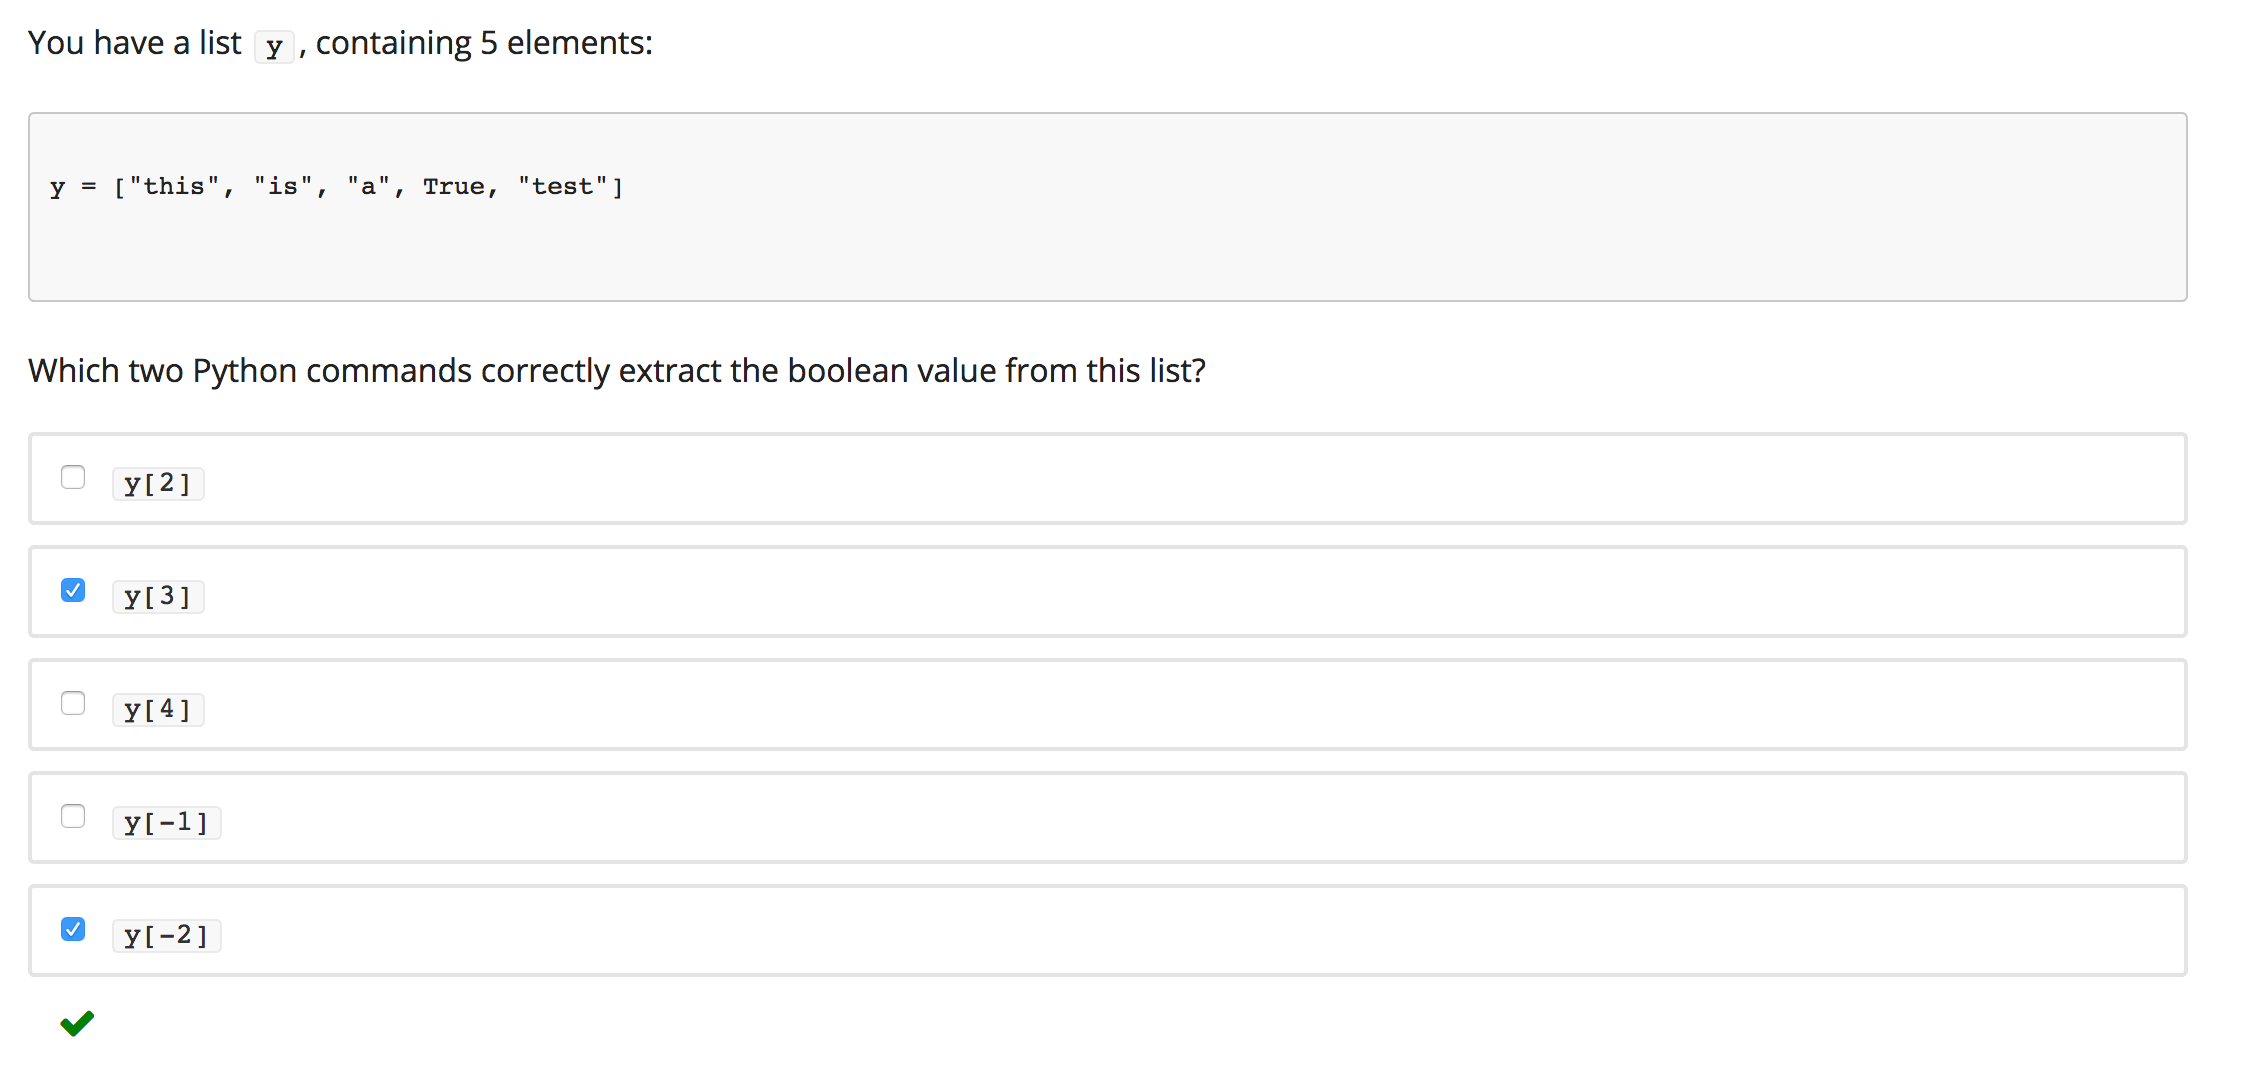 You have a list y, containing 5 elements:
y = ["this", "is", "a", True, "test"]
Which two Python commands correctly extract the boolean value from this list?
y[2]
y[3]
y[4]
y[-1]
y[-2]